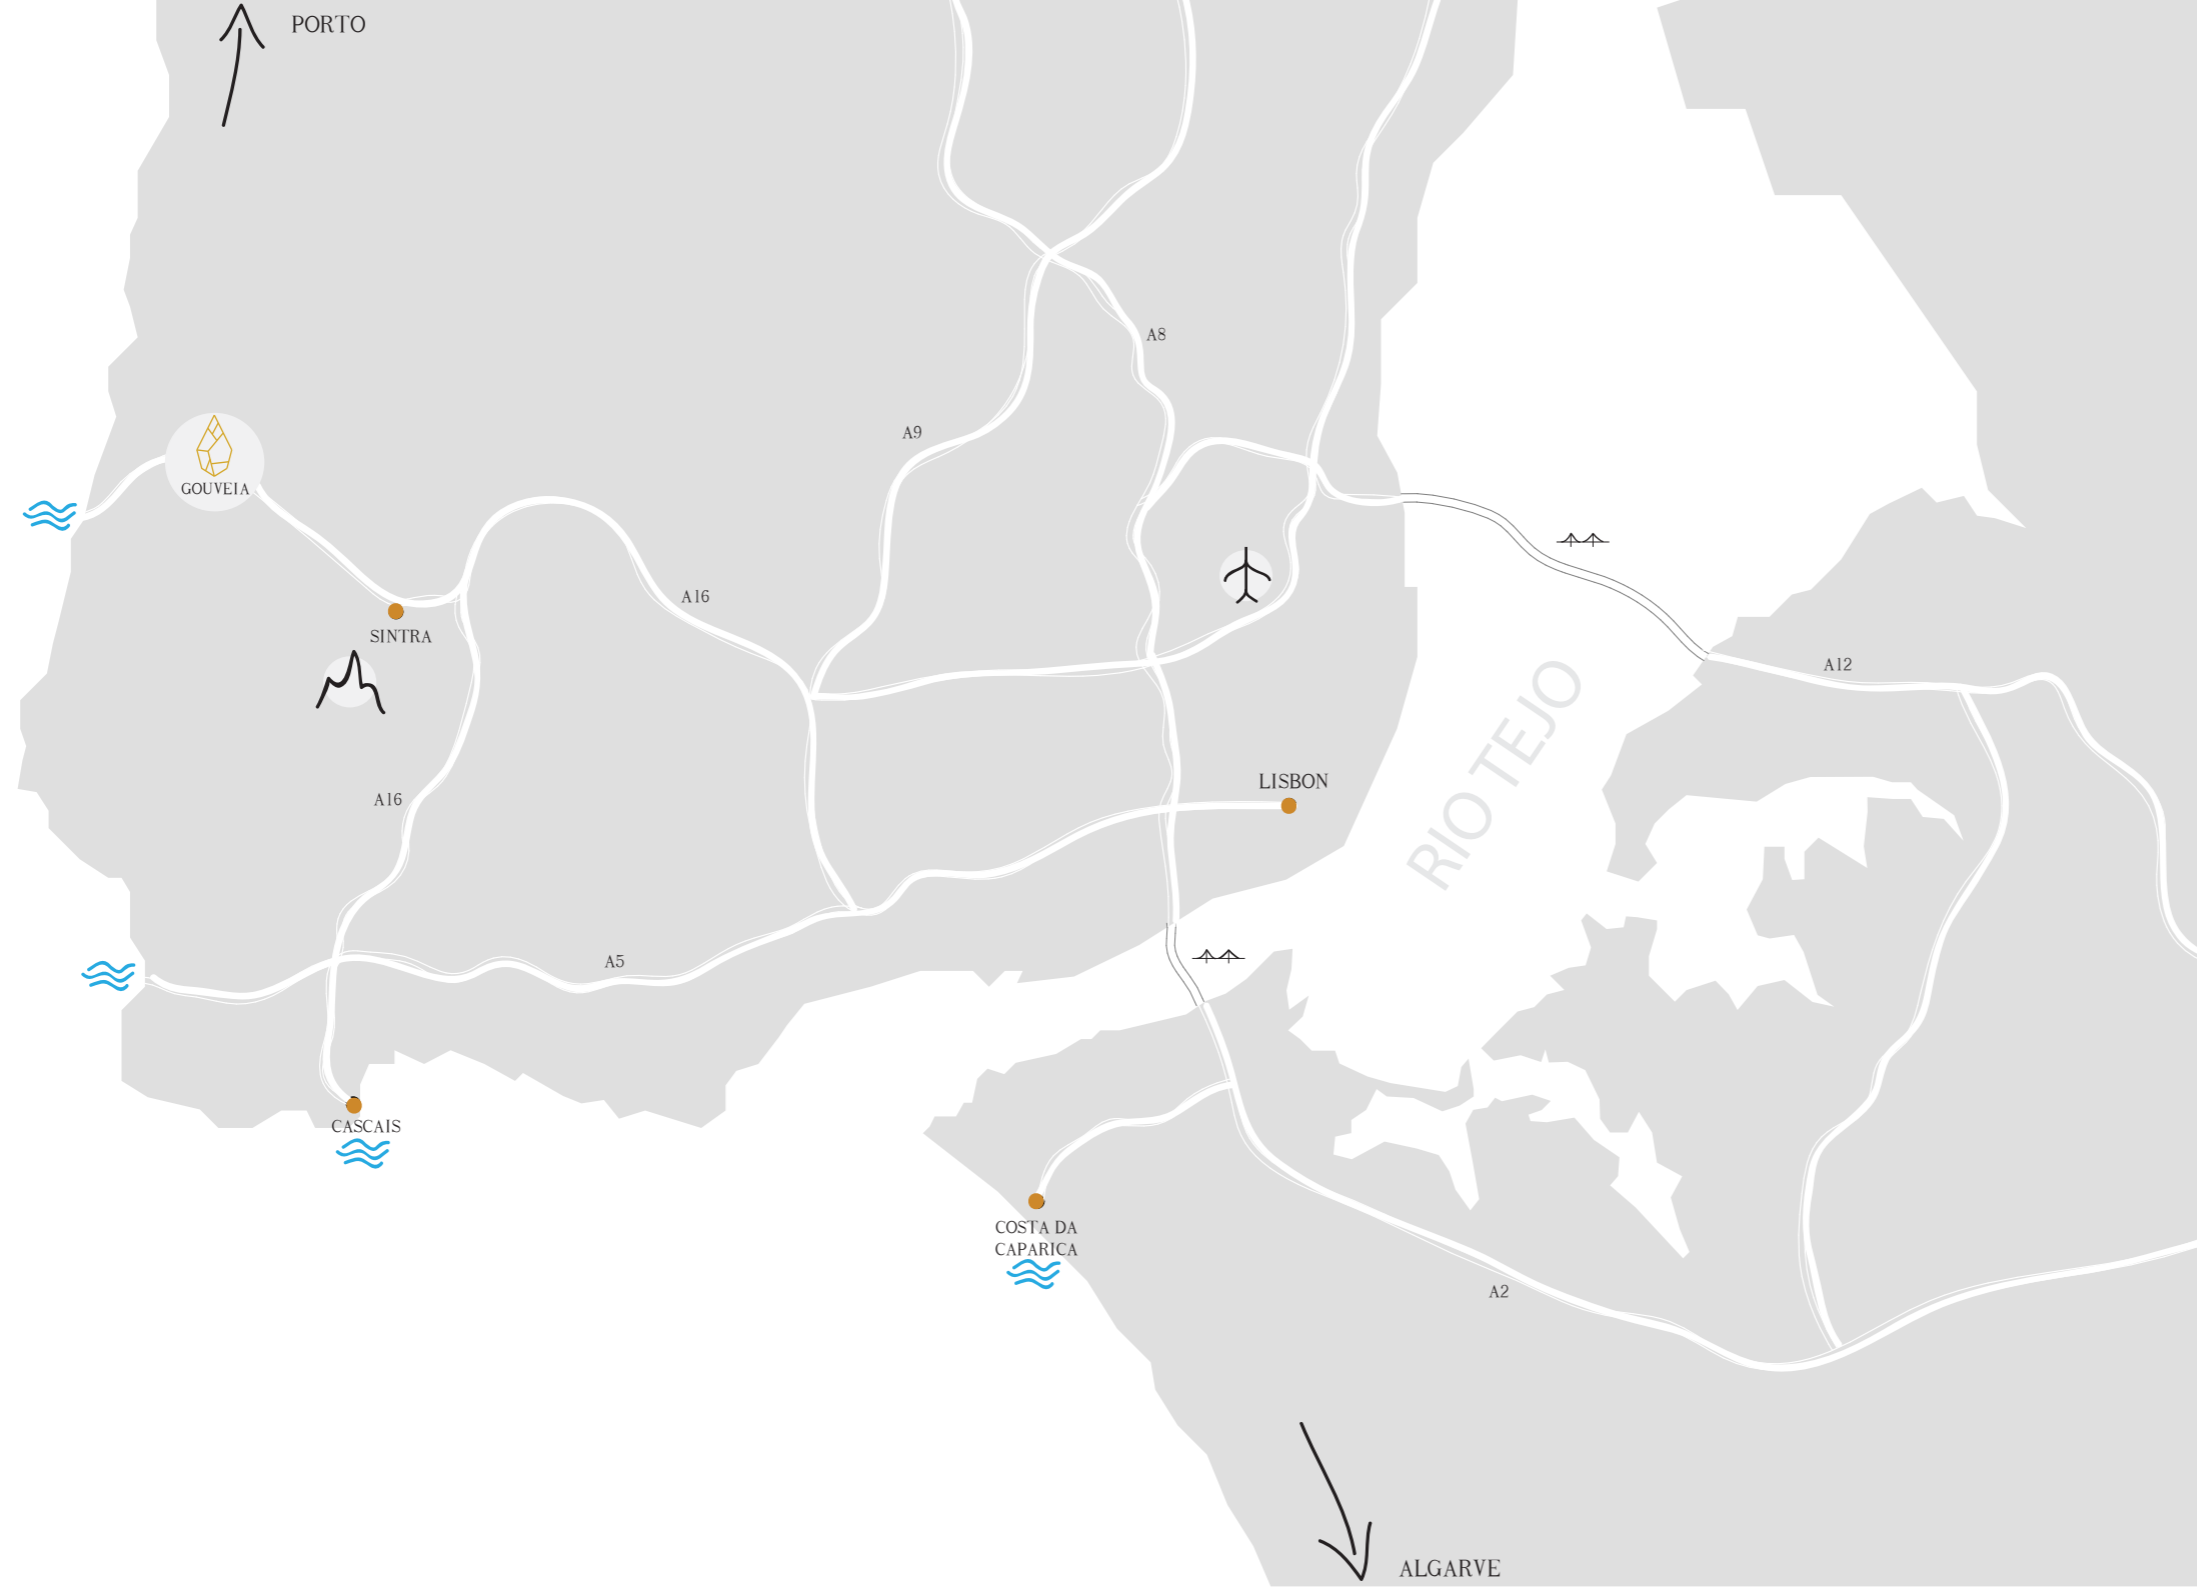 PORTO
A8
A9
GOUVEIA
A16
SINTRA
A12
RIO TEJO
LISBON
A16
A5
CASCAIS
COSTA DA
CAPARICA
A2
ALGARVE